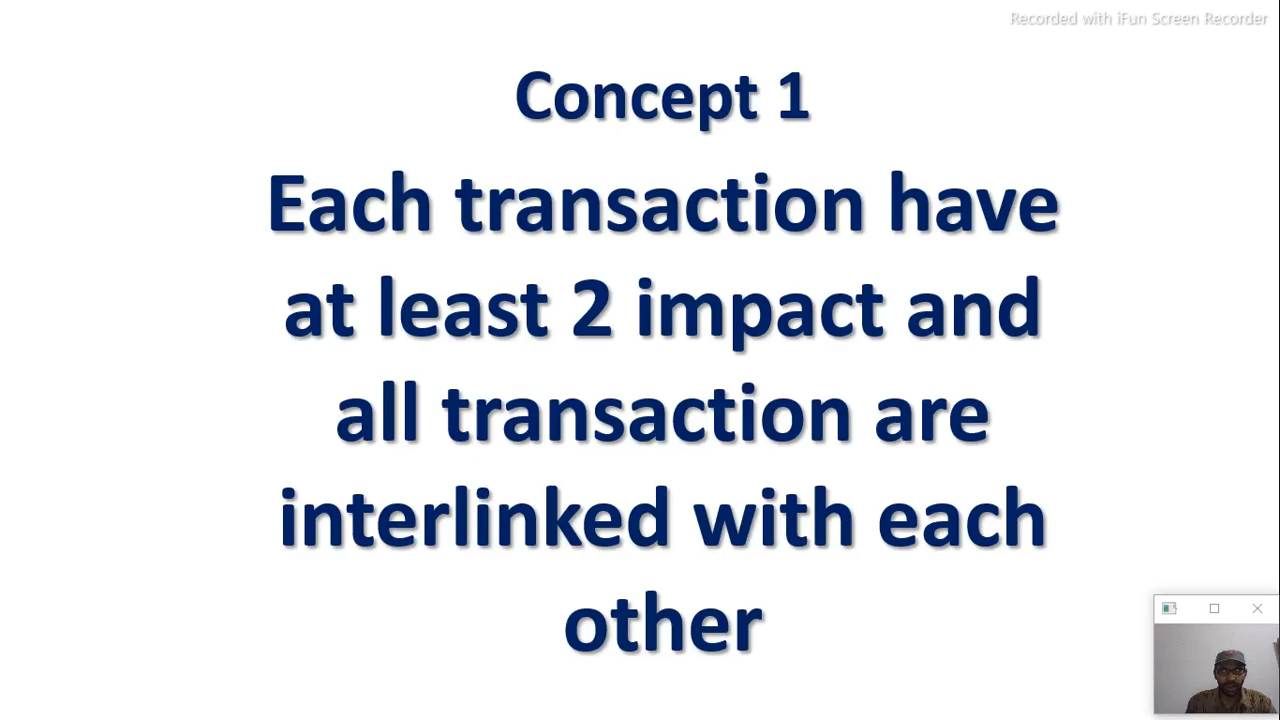 Recorded with iFun Screen Recorder
Concept 1
Each transaction have
at least 2 impact and
all transaction are
interlinked with each
other